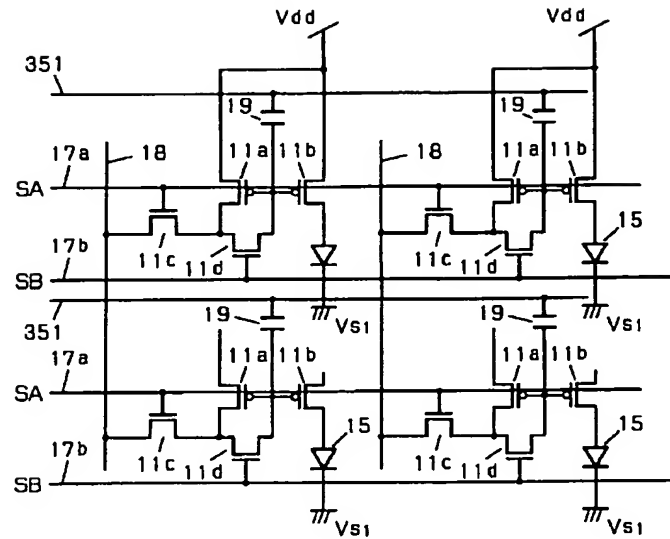 Vdd Vdd
351
19 19
17a 18 11a 11b 18 11a 11b
SA
17b 11c 11d 11c 11d 15
SB
351 19 Vs1 19 Vs1
17a 11a 11b 11a 11b
SA
17b 11c 11d 15 11c 11d 15
SB
Vs1 Vs1